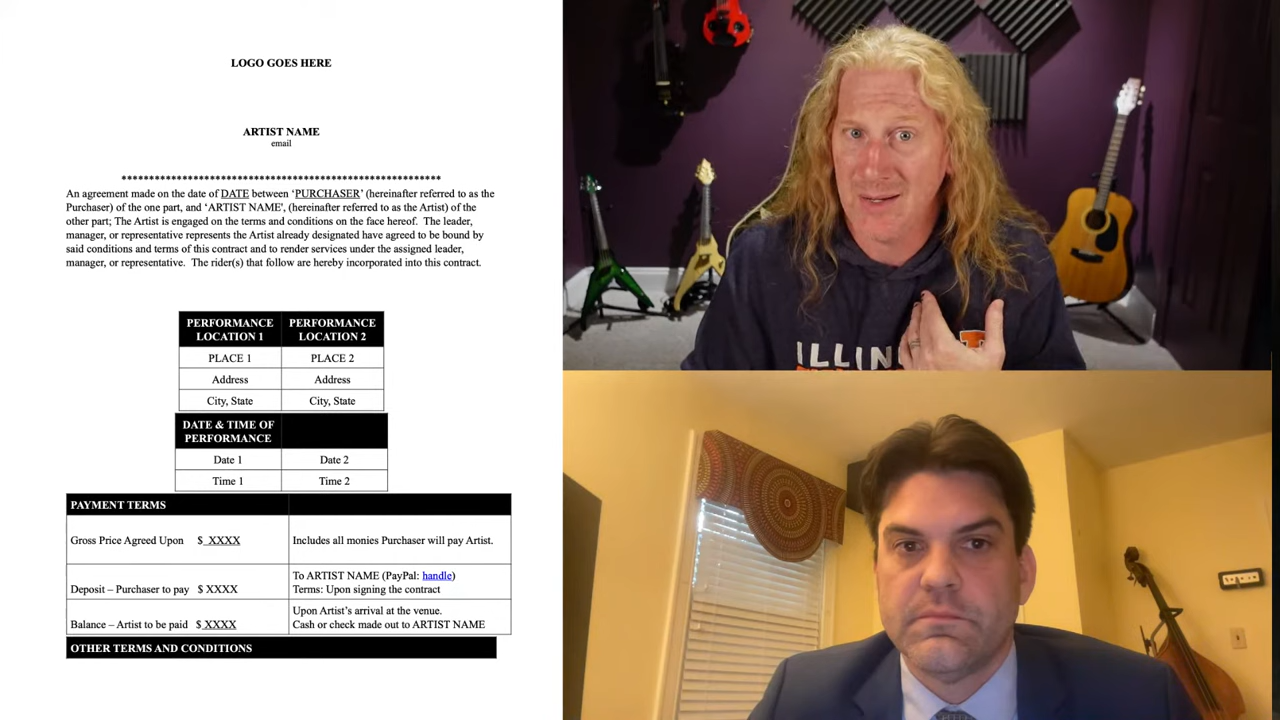 LOGO GOES HERE
ARTIST NAME
email
**********************************************************
An agreement made on the date of DATE between ‘PURCHASER’ (hereinafter referred to as the
Purchaser) of the one part, and ‘ARTIST NAME’, (hereinafter referred to as the Artist) of the
other part; The Artist is engaged on the terms and conditions on the face hereof.  The leader,
manager, or representative represents the Artist already designated have agreed to be bound by
said conditions and terms of this contract and to render services under the assigned leader,
manager, or representative.  The rider(s) that follow are hereby incorporated into this contract.
PERFORMANCE LOCATION 1
PERFORMANCE LOCATION 2
PLACE 1 PLACE 2
Address Address
City, State City, State
DATE & TIME OF
PERFORMANCE
Date 1 Date 2
Time 1 Time 2
PAYMENT TERMS
Gross Price Agreed Upon $ XXXX Includes all monies Purchaser will pay Artist.
To ARTIST NAME (PayPal: handle)
Deposit – Purchaser to pay $ XXXX Terms: Upon signing the contract
Upon Artist’s arrival at the venue.
Balance – Artist to be paid $ XXXX Cash or check made out to ARTIST NAME
OTHER TERMS AND CONDITIONS